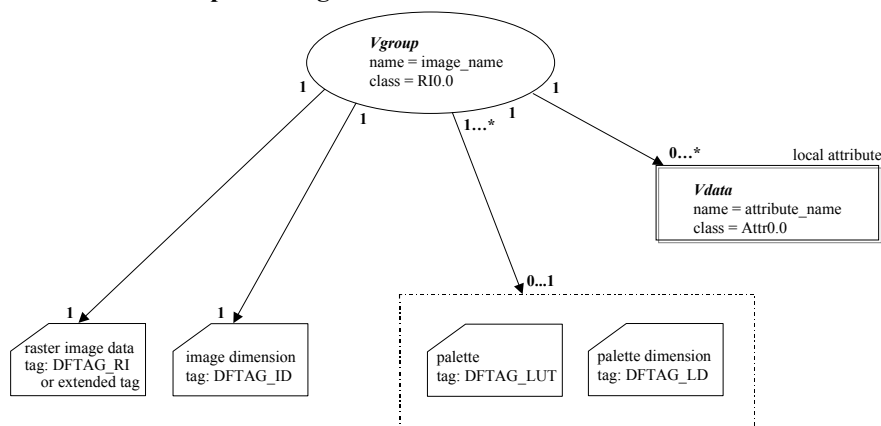 Vgroup
name = image_name
class = RI0.0
1
1
1…*
1
1
0…*
local attribute
Vdata
name = attribute_name
class = Attr0.0
1
1
0...1
raster image data
tag: DFTAG_RI
or extended tag
image dimension
tag: DFTAG_ID
palette
tag: DFTAG_LUT
palette dimension
tag: DFTAG_LD